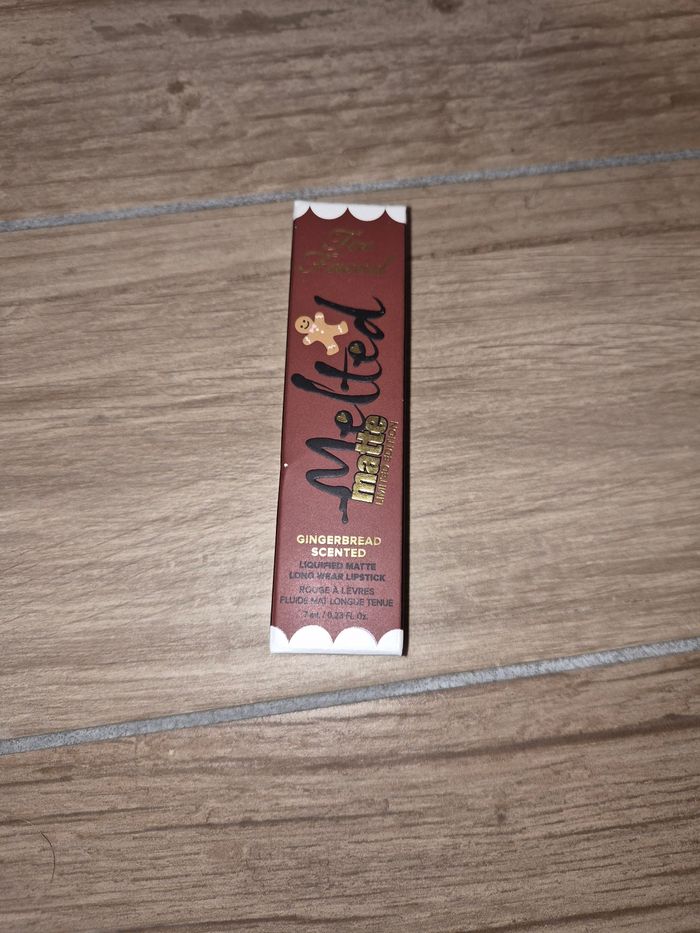 Too
Faced
Melted
matte
LIMITED EDITION
GINGERBREAD
SCENTED
LIQUIFIED MATTE
LONG WEAR LIPSTICK
ROUGE À LÈVRES
FLUIDE MAT LONGUE TENUE
7 mL / 0.23 FL. Oz.